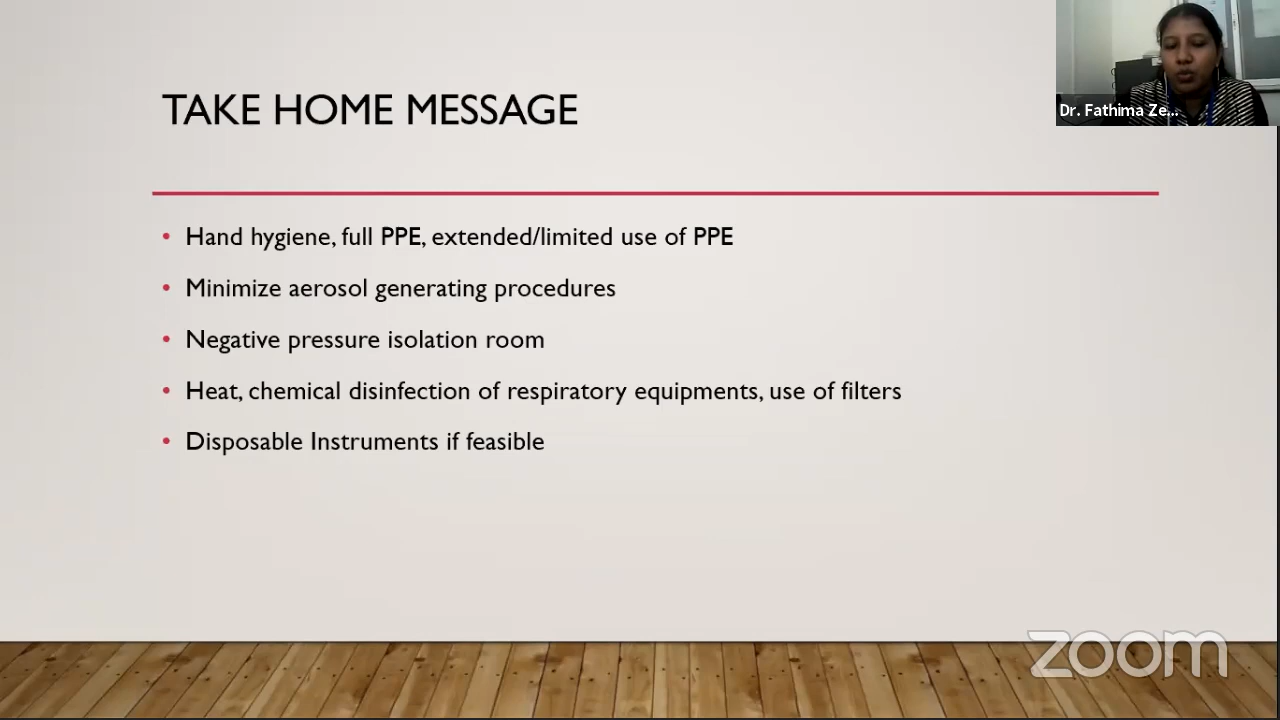 TAKE HOME MESSAGE
Dr. Fathima Ze...
• Hand hygiene, full PPE, extended/limited use of PPE
• Minimize aerosol generating procedures
• Negative pressure isolation room
• Heat, chemical disinfection of respiratory equipments, use of filters
• Disposable Instruments if feasible
zoom